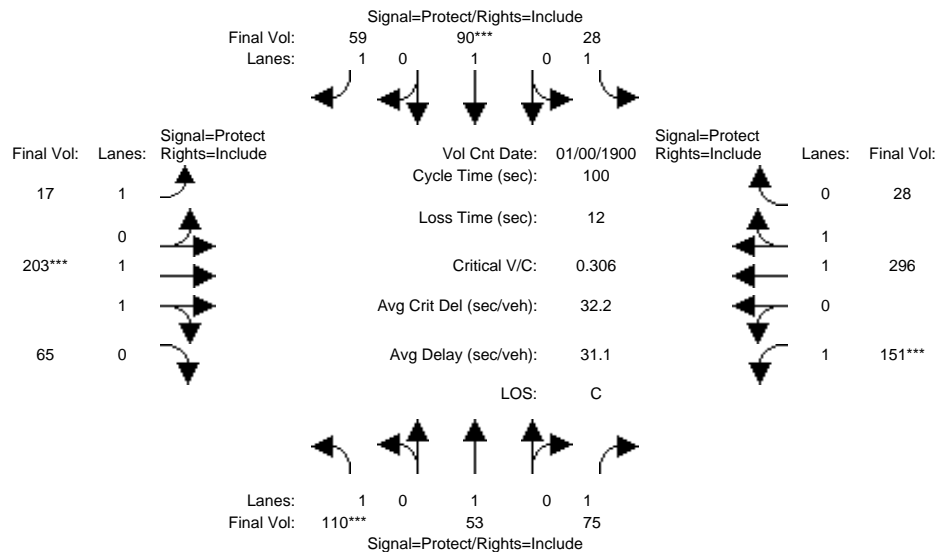 Signal=Protect/Rights=Include
Final Vol: 59 90*** 28
Lanes: 1 0 1 0 1
Signal=Protect Signal=Protect
Final Vol: Lanes: Rights=Include Vol Cnt Date: 01/00/1900 Rights=Include Lanes: Final Vol:
Cycle Time (sec): 100
17 1 0 28
Loss Time (sec): 12
0 1
203*** 1 Critical V/C: 0.306 1 296
1 Avg Crit Del (sec/veh): 32.2 0
65 0 Avg Delay (sec/veh): 31.1 1 151***
LOS: C
Lanes: 1 0 1 0 1
Final Vol: 110*** 53 75
Signal=Protect/Rights=Include